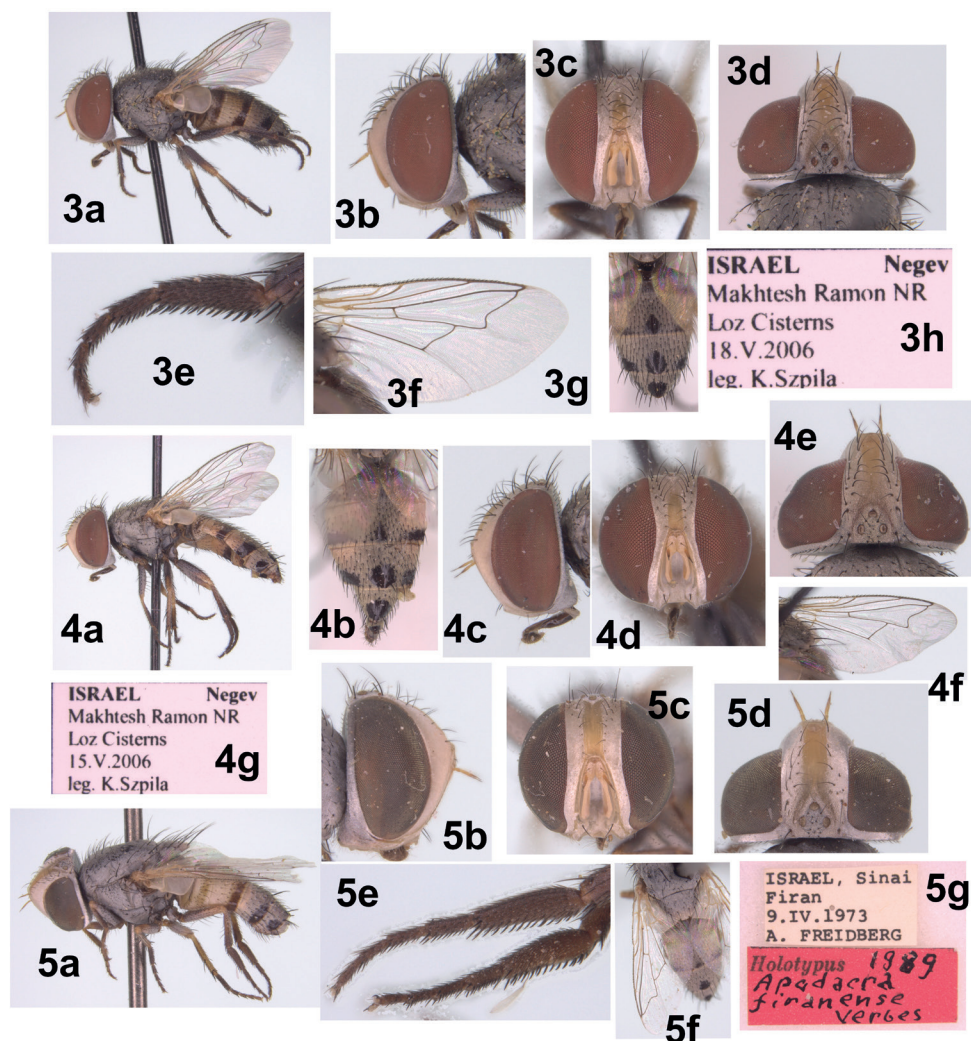 3a
3b
3c
3d
3e
3f
3g
ISRAEL Negev
Makhtesh Ramon NR
Loz Cisterns
18.V.2006
leg. K.Szpila
3h
4a
4b
4c
4d
4e
4f
ISRAEL Negev
Makhtesh Ramon NR
Loz Cisterns
15.V.2006
leg. K.Szpila
4g
5a
5b
5c
5d
5e
5f
ISRAEL, Sinai
Firan
9.IV.1973
A. FREIDBERG
5g
Holotypus 1989
Apodacra
firanense
Verbes